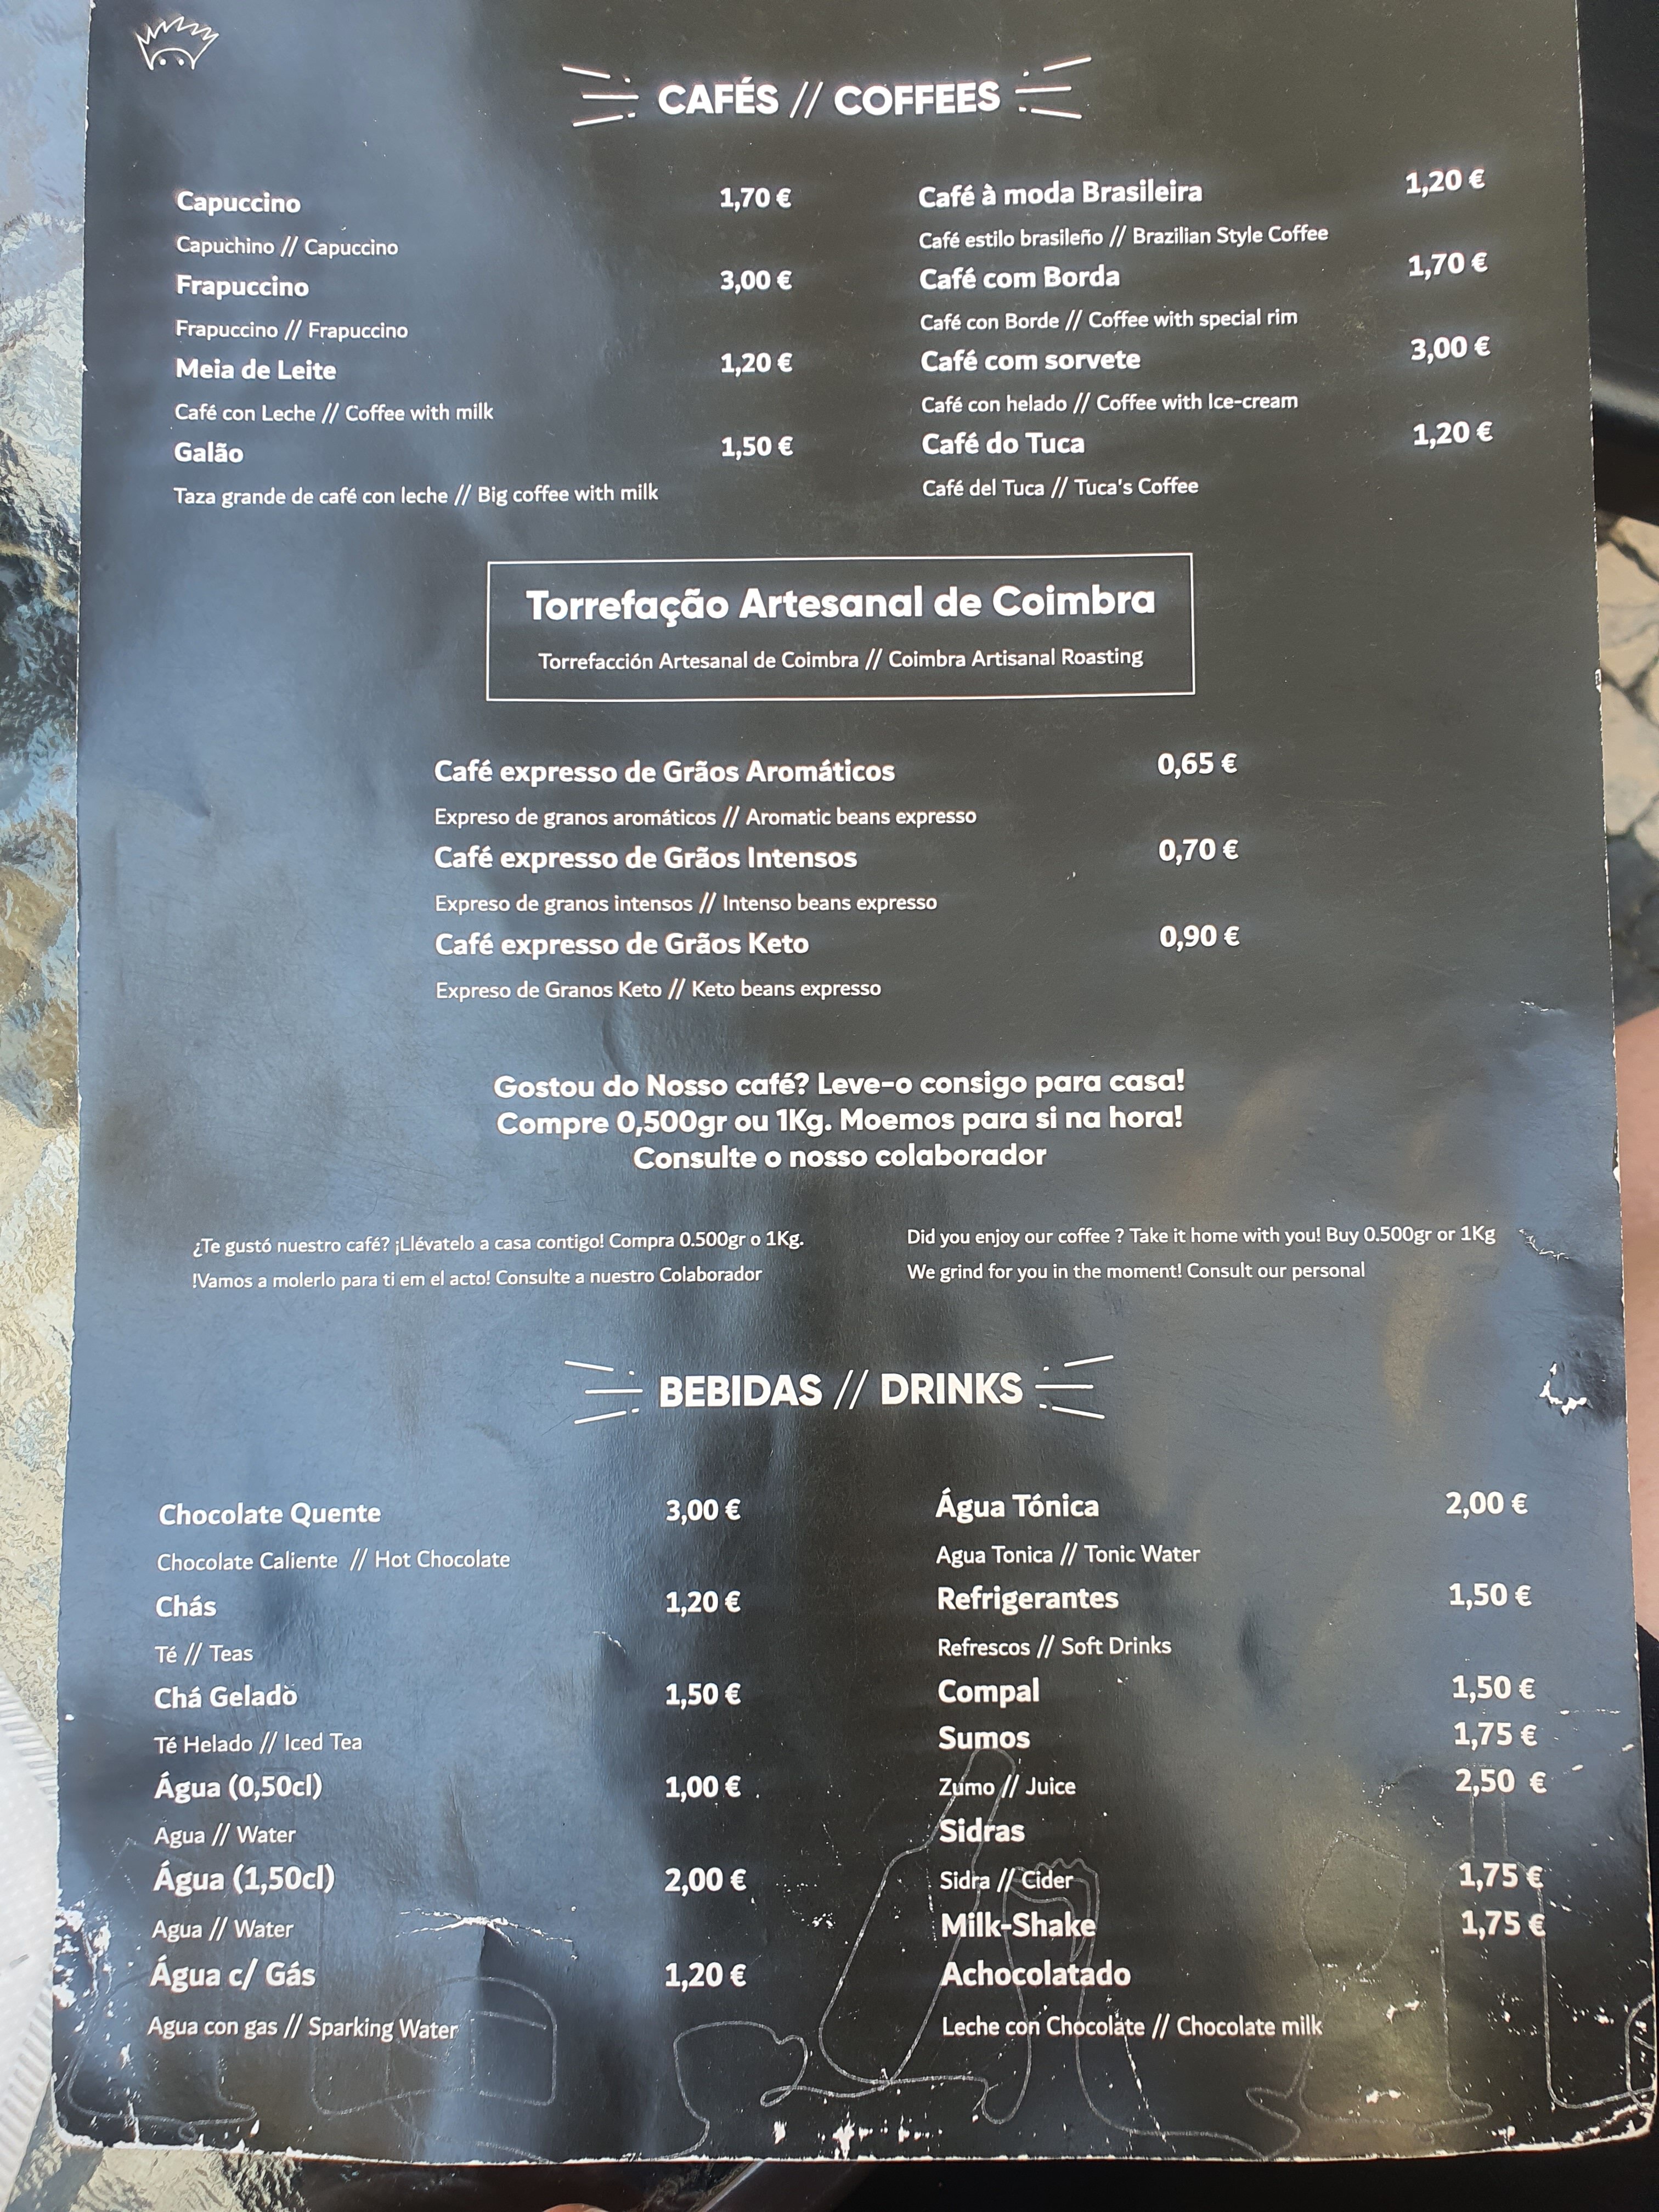 CAFÉS // COFFEES
Capuccino 1,70 €
Capuchino // Capuccino
Frapuccino 3,00 €
Frapuccino // Frapuccino
Meia de Leite 1,20 €
Café con Leche // Coffee with milk
Galão 1,50 €
Taza grande de café con leche // Big coffee with milk
Café à moda Brasileira 1,20 €
Café estilo brasileño // Brazilian Style Coffee
Café com Borda 1,70 €
Café con Borde // Coffee with special rim
Café com sorvete 3,00 €
Café con helado // Coffee with Ice-cream
Café do Tuca 1,20 €
Café del Tuca // Tuca's Coffee
Torrefação Artesanal de Coimbra
Torrefacción Artesanal de Coimbra // Coimbra Artisanal Roasting
Café expresso de Grãos Aromáticos 0,65 €
Expreso de granos aromáticos // Aromatic beans expresso
Café expresso de Grãos Intensos 0,70 €
Expreso de granos intensos // Intenso beans expresso
Café expresso de Grãos Keto 0,90 €
Expreso de Granos Keto // Keto beans expresso
Gostou do Nosso café? Leve-o consigo para casa!
Compre 0,500gr ou 1Kg. Moemos para si na hora!
Consulte o nosso colaborador
¿Te gustó nuestro café? ¡Llévatelo a casa contigo! Compra 0.500gr o 1Kg.
!Vamos a molerlo para ti em el acto! Consulte a nuestro Colaborador
Did you enjoy our coffee ? Take it home with you! Buy 0.500gr or 1Kg
We grind for you in the moment! Consult our personal
BEBIDAS // DRINKS
Chocolate Quente 3,00 €
Chocolate Caliente // Hot Chocolate
Chás 1,20 €
Té // Teas
Chá Gelado 1,50 €
Té Helado // Iced Tea
Água (0,50cl) 1,00 €
Agua // Water
Água (1,50cl) 2,00 €
Agua // Water
Água c/ Gás 1,20 €
Agua con gas // Sparking Water
Água Tónica 2,00 €
Agua Tonica // Tonic Water
Refrigerantes 1,50 €
Refrescos // Soft Drinks
Compal 1,50 €
Sumos 1,75 €
Zumo // Juice 2,50 €
Sidras
Sidra // Cider 1,75 €
Milk-Shake 1,75 €
Achocolatado
Leche con Chocolate // Chocolate milk